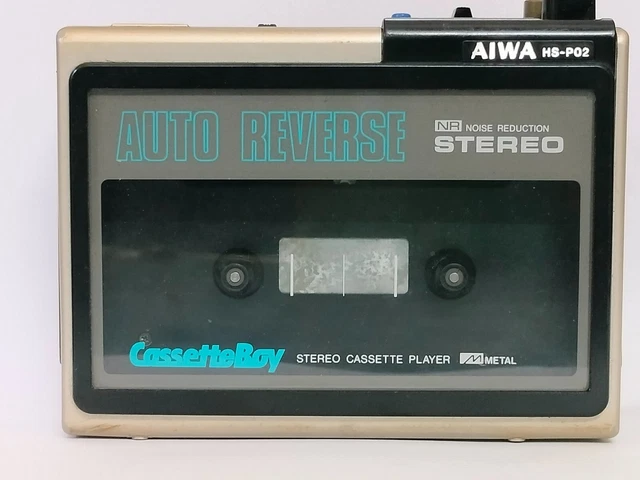 AIWA HS-P02
AUTO REVERSE
NR NOISE REDUCTION
STEREO
CassetteBoy STEREO CASSETTE PLAYER METAL